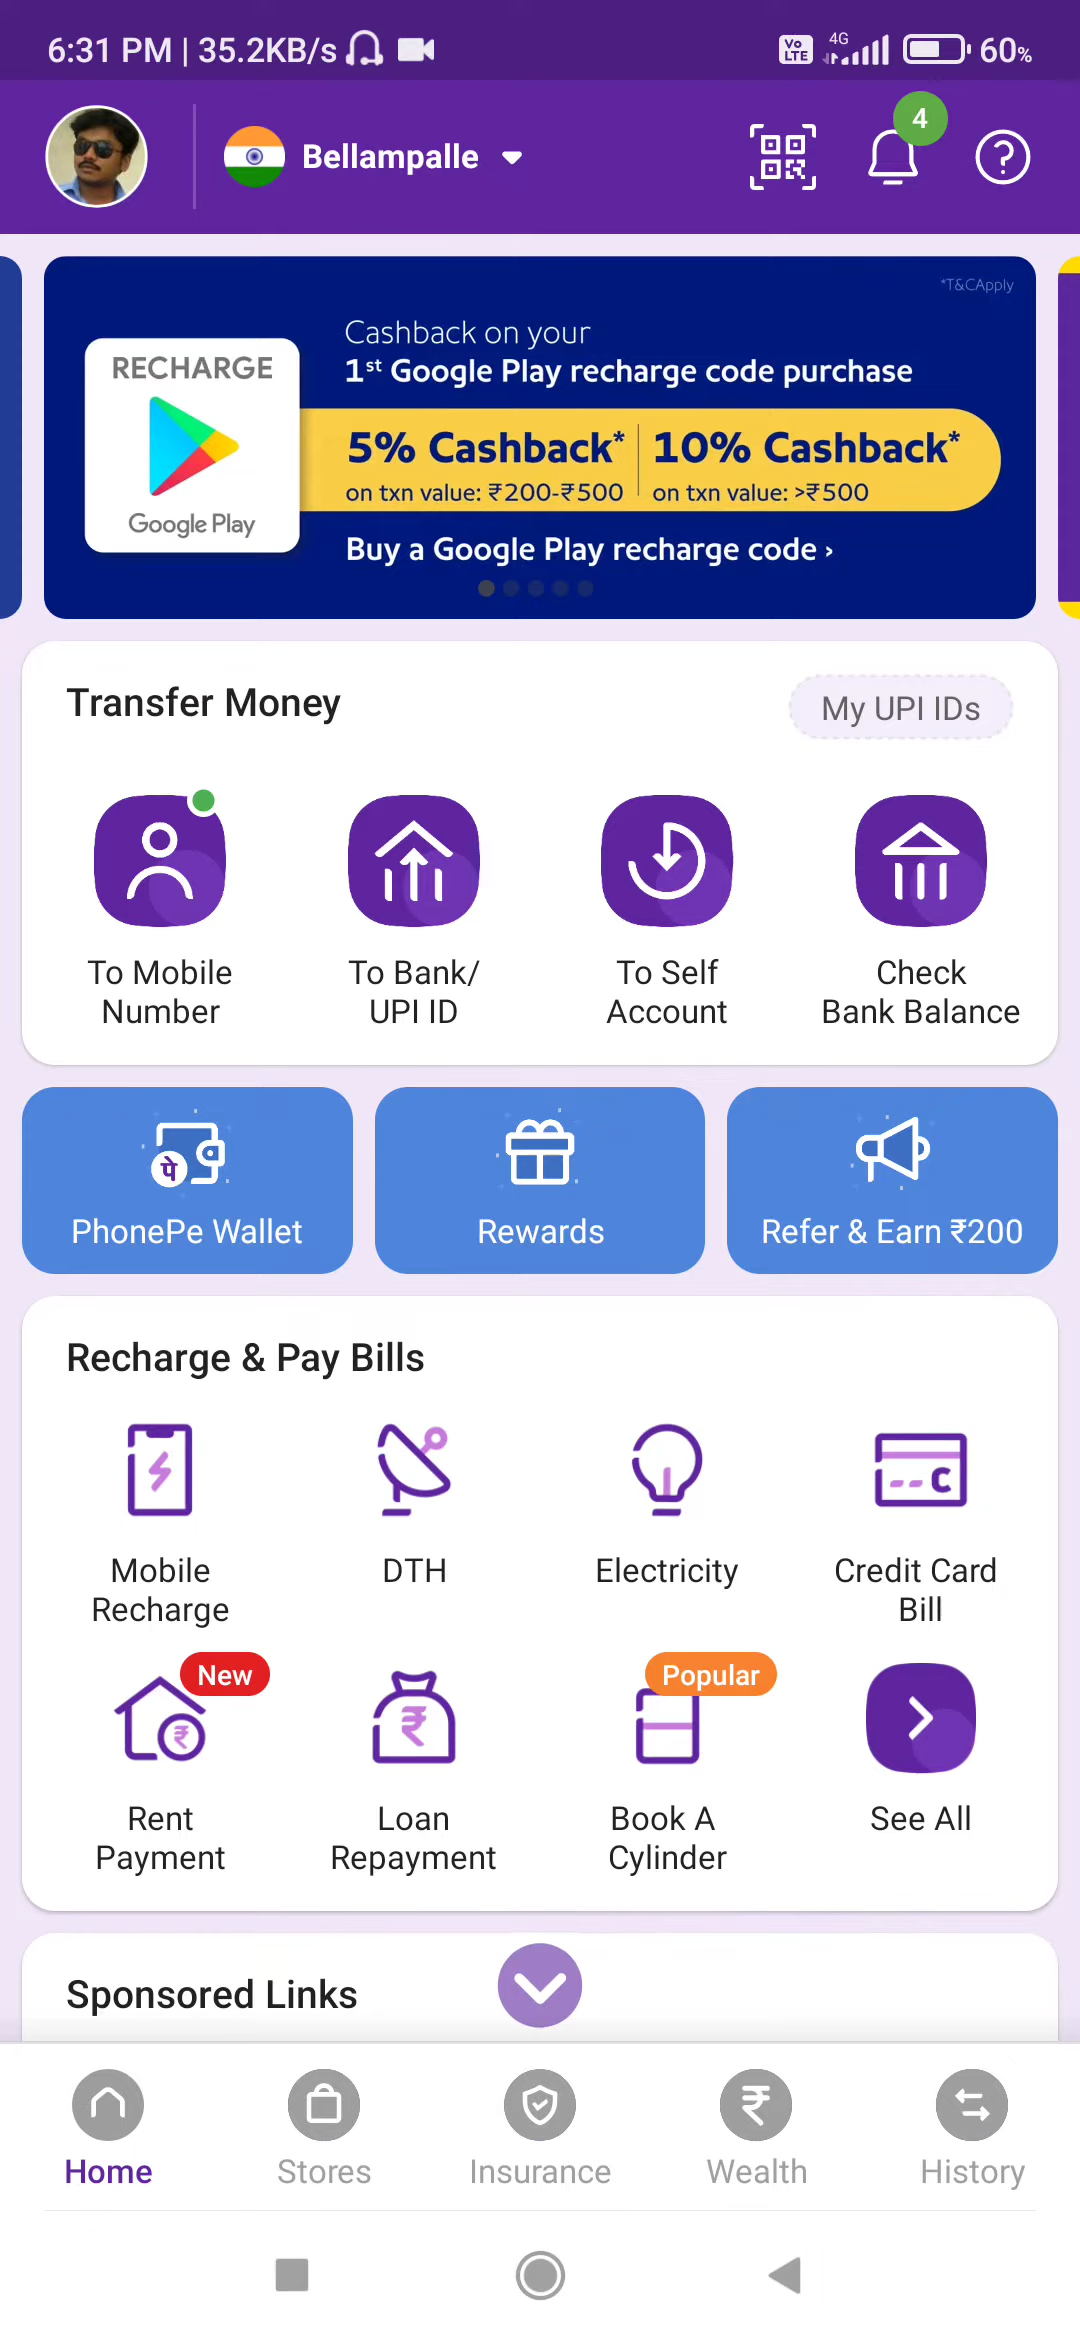 6:31 PM | 35.2KB/s
Vo LTE 4G 60%
Bellampalle
4
*T&CApply
Cashback on your
1st Google Play recharge code purchase
RECHARGE
Google Play
5% Cashback* 10% Cashback*
on txn value: ₹200-₹500 on txn value: >₹500
Buy a Google Play recharge code ›
Transfer Money
My UPI IDs
To Mobile
Number
To Bank/
UPI ID
To Self
Account
Check
Bank Balance
पे
PhonePe Wallet
Rewards
Refer & Earn ₹200
Recharge & Pay Bills
Mobile
Recharge
DTH
Electricity
C
Credit Card
Bill
New
₹
Rent
Payment
₹
Loan
Repayment
Popular
Book A
Cylinder
See All
Sponsored Links
Home
Stores
Insurance
₹
Wealth
History